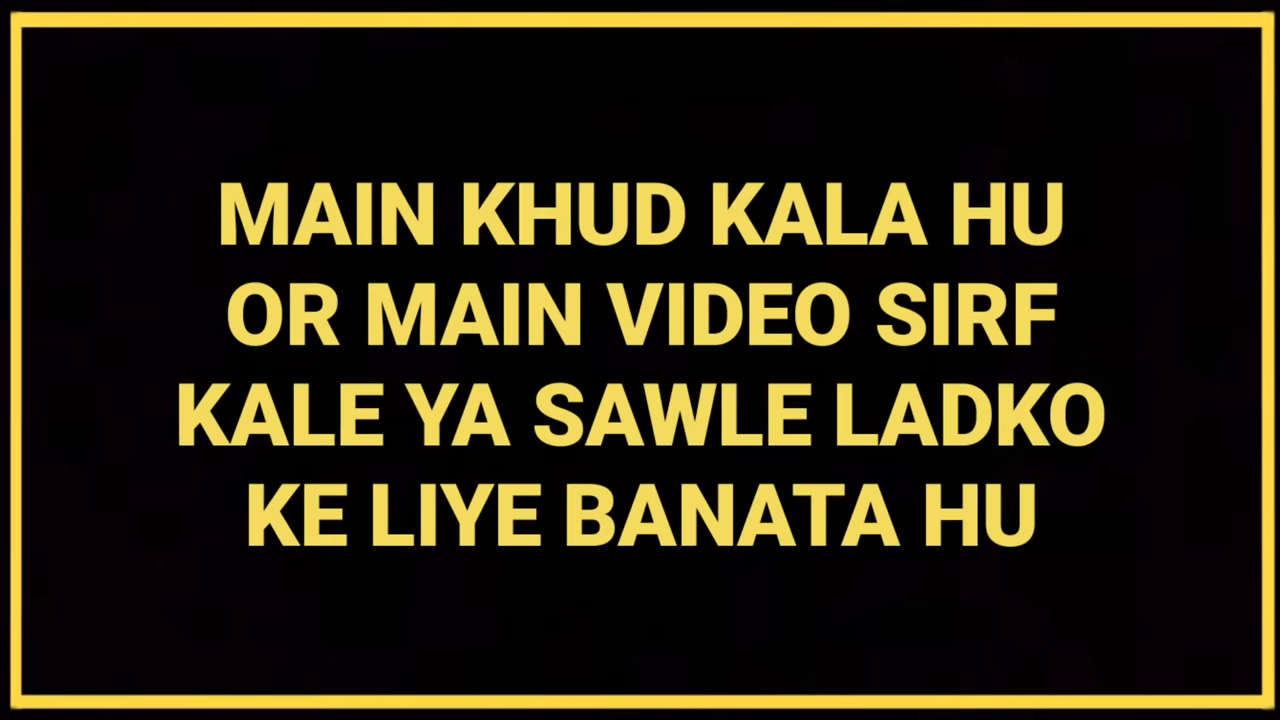 MAIN KHUD KALA HU
OR MAIN VIDEO SIRF
KALE YA SAWLE LADKO
KE LIYE BANATA HU